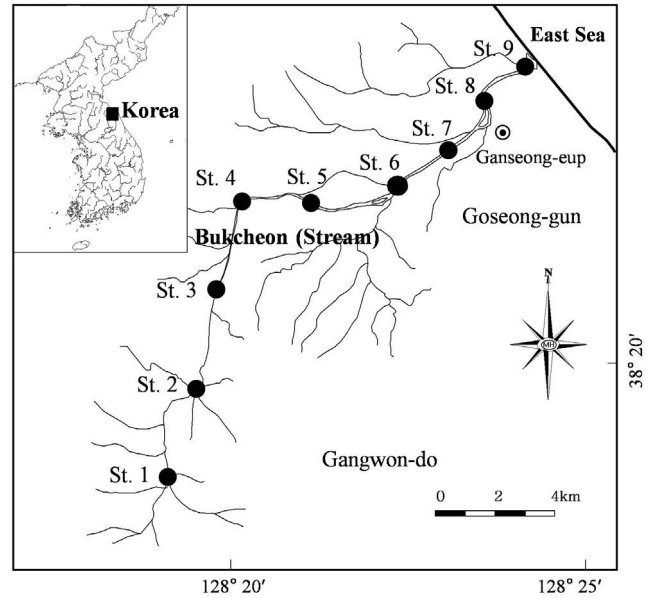 East Sea
St. 9
St. 8
Korea
St. 7
Ganseong-eup
St. 6
St. 5
St. 4
Goseong-gun
Bukcheon (Stream)
N
St. 3
MH
38° 20′
St. 2
Gangwon-do
St. 1
0 2 4km
128° 20′ 128° 25′